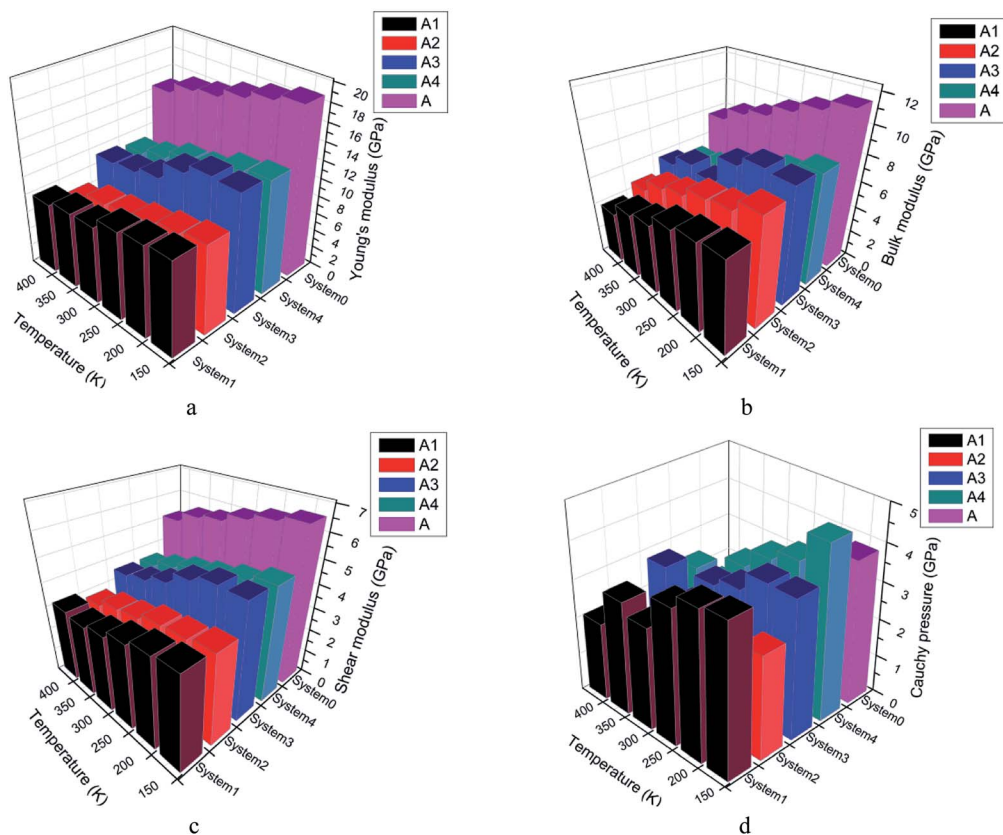 A1
A2
A3
A4
A
20
18
16
14
12
10
8
6
4
2
0
Young's modulus (GPa)
400
350
300
250
200
150
Temperature (K)
System0
System4
System3
System2
System1
a
A1
A2
A3
A4
A
12
10
8
6
4
2
0
Bulk modulus (GPa)
400
350
300
250
200
150
Temperature (K)
System0
System4
System3
System2
System1
b
A1
A2
A3
A4
A
7
6
5
4
3
2
1
0
Shear modulus (GPa)
400
350
300
250
200
150
Temperature (K)
System0
System4
System3
System2
System1
c
A1
A2
A3
A4
A
5
4
3
2
1
0
Cauchy pressure (GPa)
400
350
300
250
200
150
Temperature (K)
System0
System4
System3
System2
System1
d